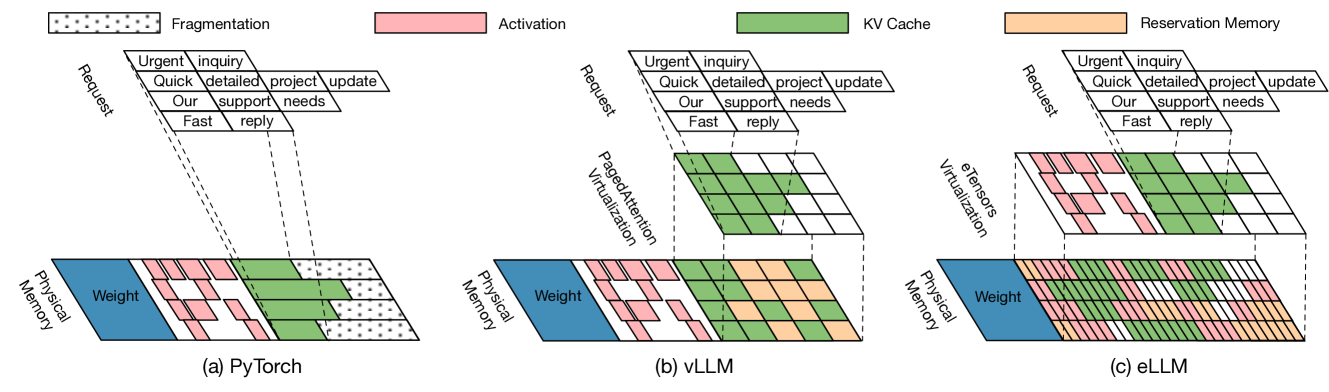 Fragmentation
Activation
KV Cache
Reservation Memory
Request
Urgent inquiry
Quick detailed project update
Our support needs
Fast reply
Physical
Memory
Weight
(a) PyTorch
Request
Urgent inquiry
Quick detailed project update
Our support needs
Fast reply
PagedAttention
Virtualization
Physical
Memory
Weight
(b) vLLM
Request
Urgent inquiry
Quick detailed project update
Our support needs
Fast reply
eTensors
Virtualization
Physical
Memory
Weight
(c) eLLM